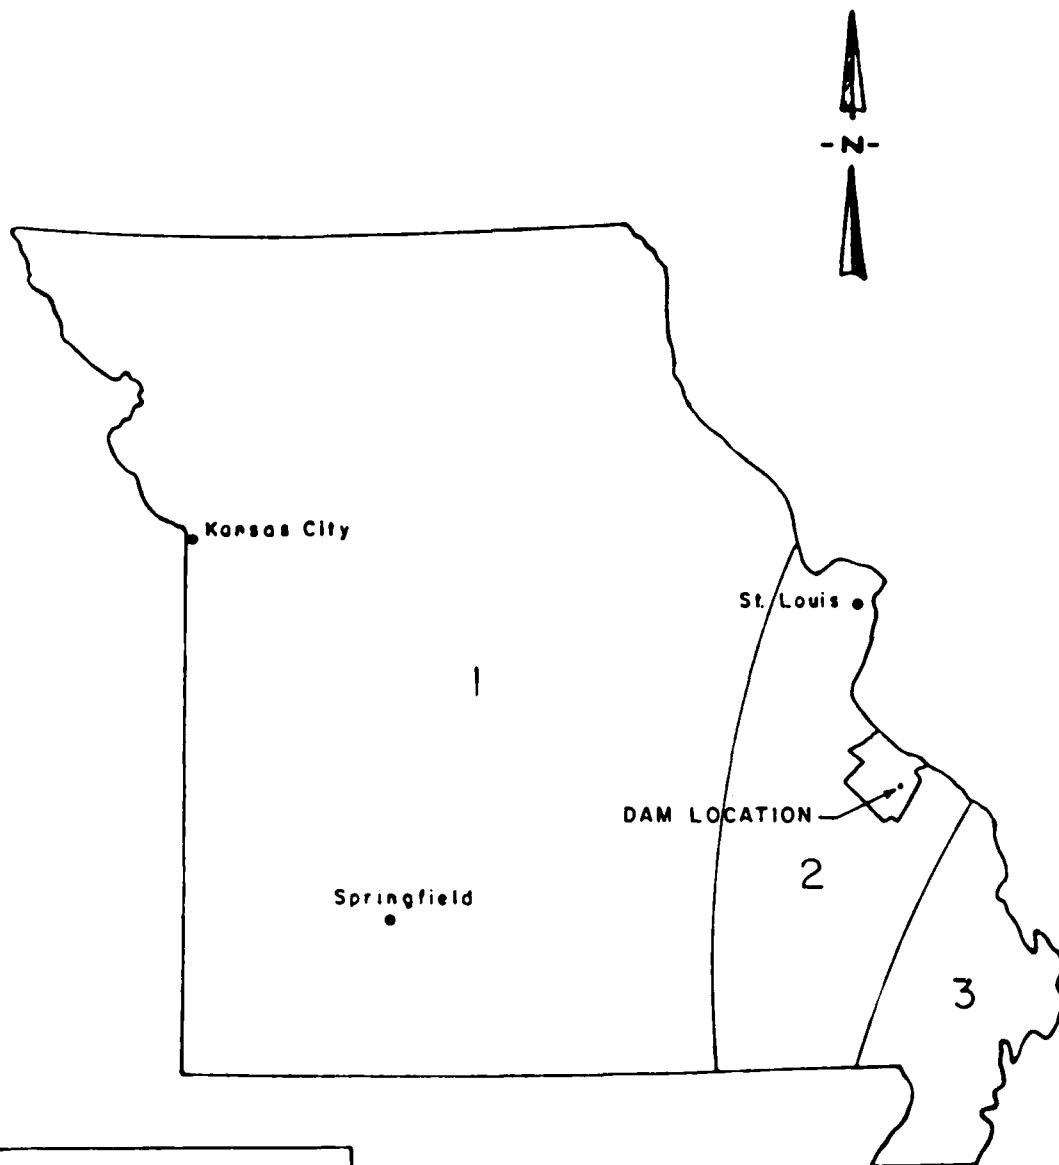 -N-
Kansas City
St. Louis
1
DAM LOCATION
2
Springfield
3